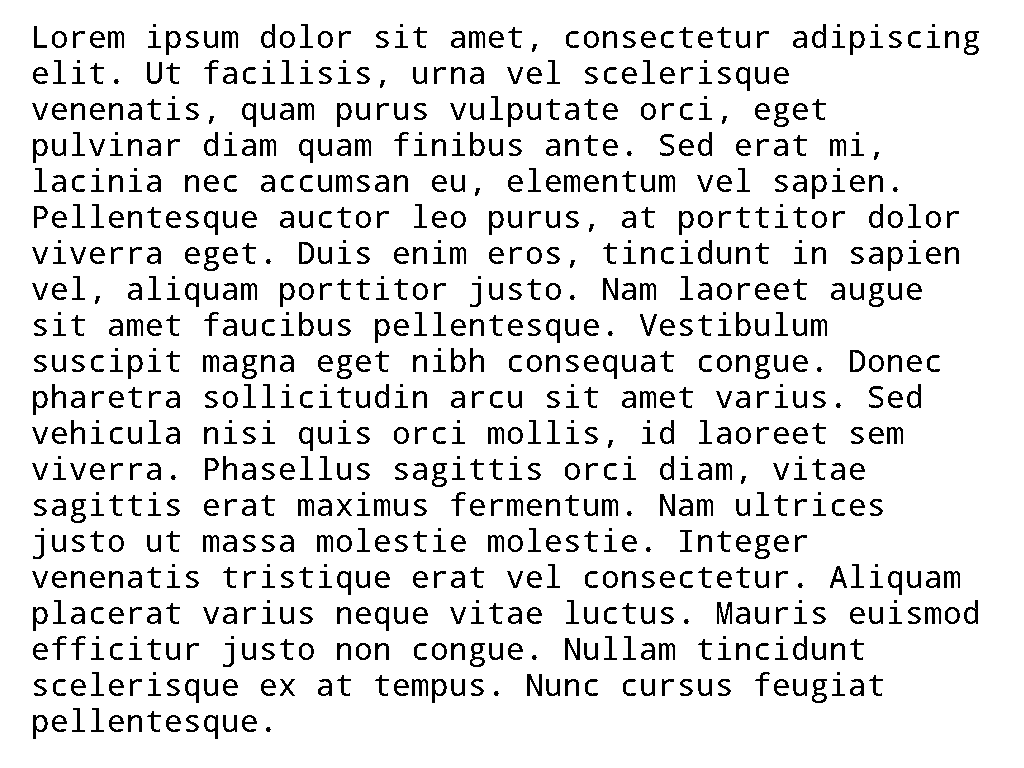 Lorem ipsum dolor sit amet, consectetur adipiscing
elit. Ut facilisis, urna vel scelerisque
venenatis, quam purus vulputate orci, eget
pulvinar diam quam finibus ante. Sed erat mi,
lacinia nec accumsan eu, elementum vel sapien.
Pellentesque auctor leo purus, at porttitor dolor
viverra eget. Duis enim eros, tincidunt in sapien
vel, aliquam porttitor justo. Nam laoreet augue
sit amet faucibus pellentesque. Vestibulum
suscipit magna eget nibh consequat congue. Donec
pharetra sollicitudin arcu sit amet varius. Sed
vehicula nisi quis orci mollis, id laoreet sem
viverra. Phasellus sagittis orci diam, vitae
sagittis erat maximus fermentum. Nam ultrices
justo ut massa molestie molestie. Integer
venenatis tristique erat vel consectetur. Aliquam
placerat varius neque vitae luctus. Mauris euismod
efficitur justo non congue. Nullam tincidunt
scelerisque ex at tempus. Nunc cursus feugiat
pellentesque.